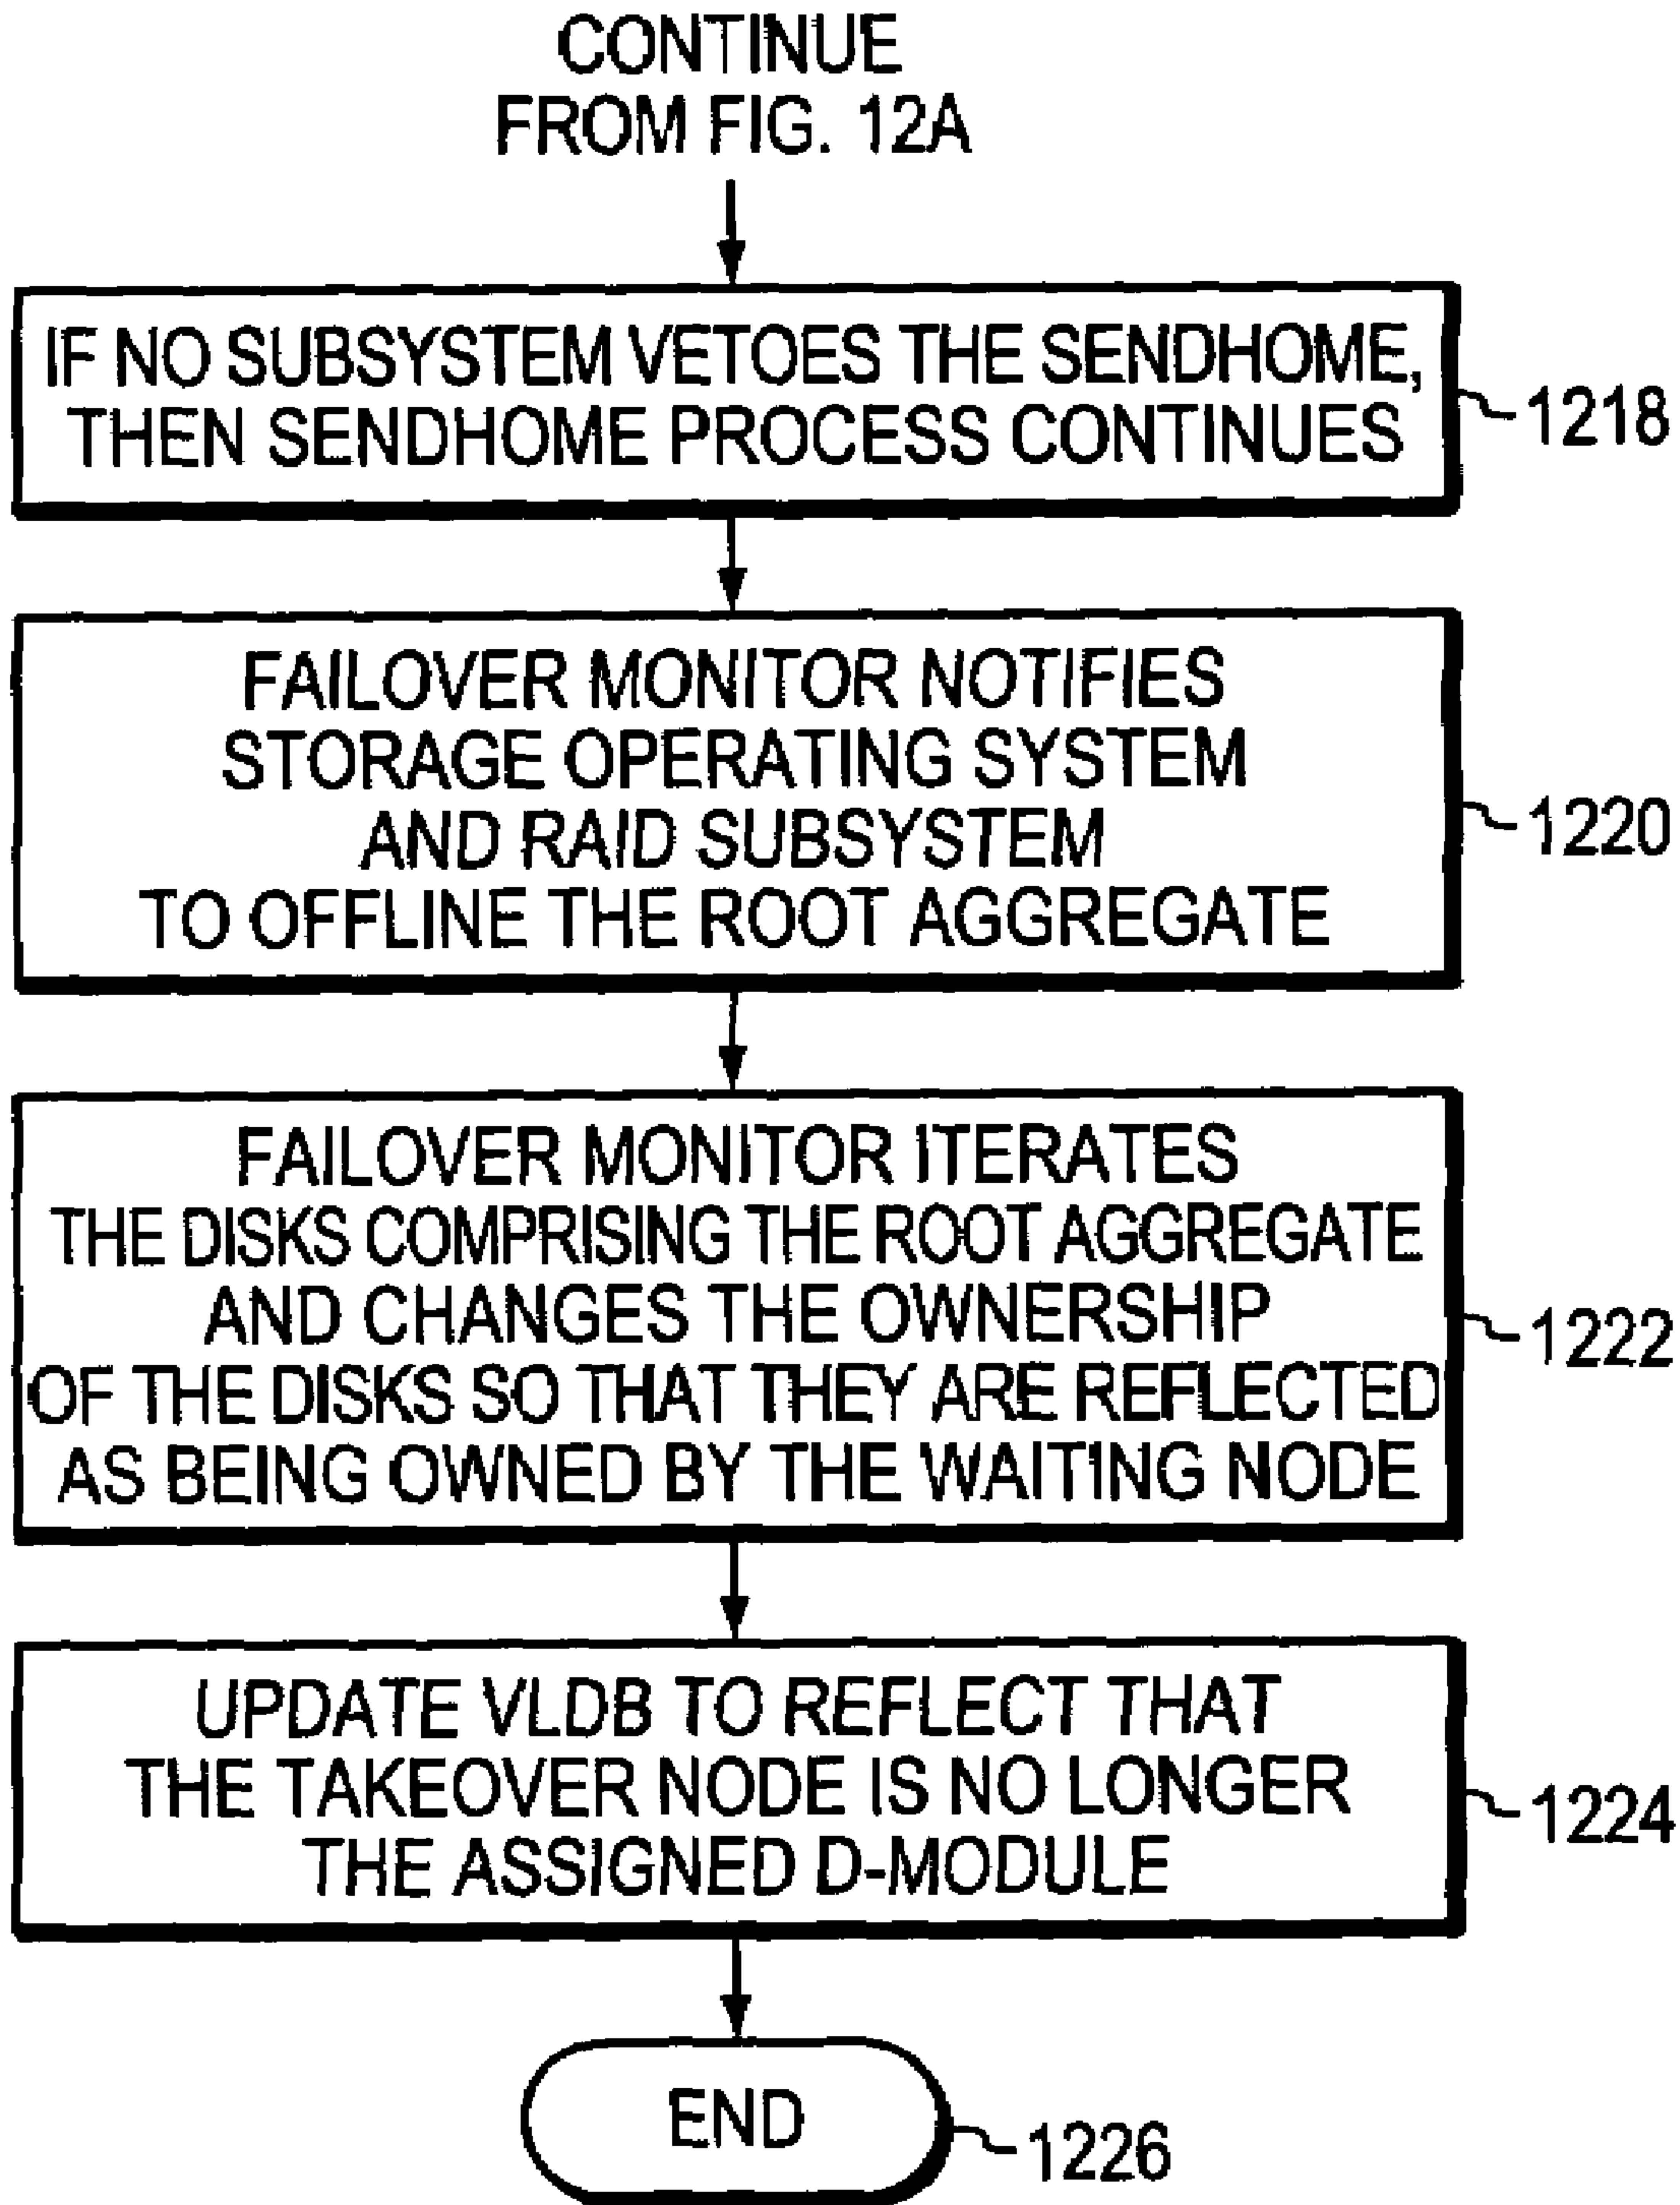 CONTINUE
FROM FIG. 12A
IF NO SUBSYSTEM VETOES THE SENDHOME,
THEN SENDHOME PROCESS CONTINUES
1218
FAILOVER MONITOR NOTIFIES
STORAGE OPERATING SYSTEM
AND RAID SUBSYSTEM
TO OFFLINE THE ROOT AGGREGATE
1220
FAILOVER MONITOR ITERATES
THE DISKS COMPRISING THE ROOT AGGREGATE
AND CHANGES THE OWNERSHIP
OF THE DISKS SO THAT THEY ARE REFLECTED
AS BEING OWNED BY THE WAITING NODE
1222
UPDATE VLDB TO REFLECT THAT
THE TAKEOVER NODE IS NO LONGER
THE ASSIGNED D-MODULE
1224
END
1226